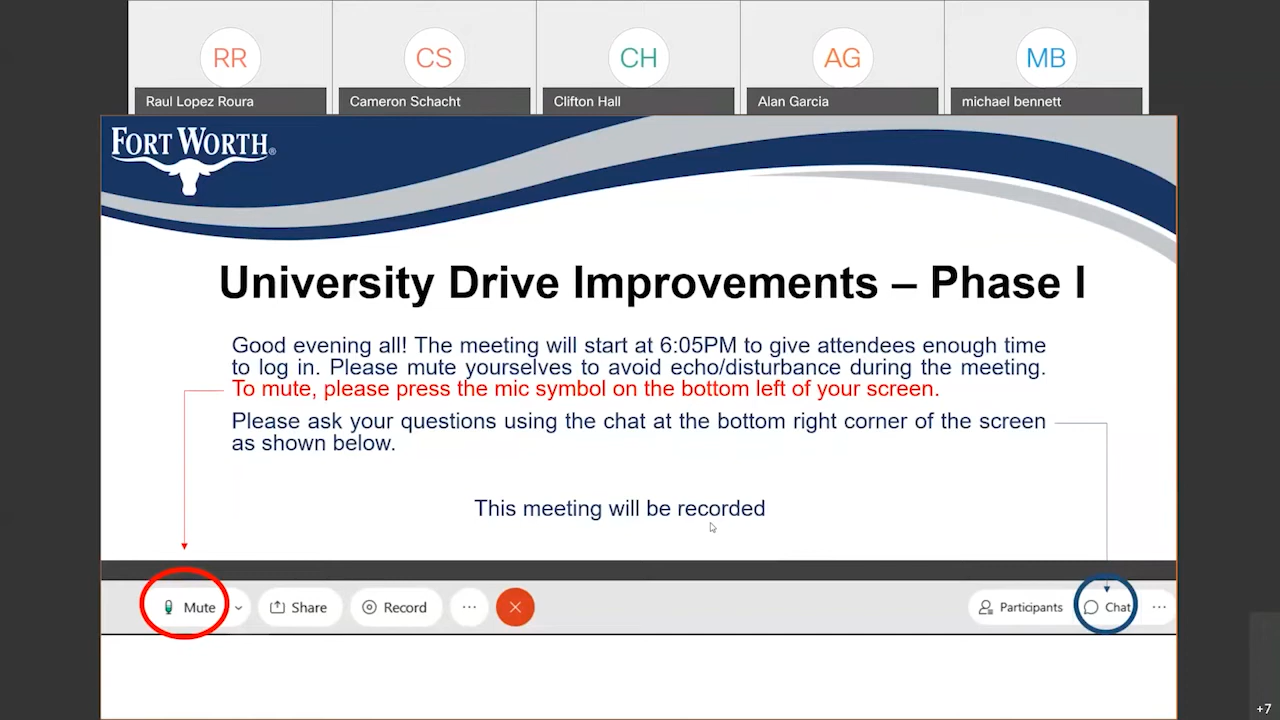 RR
CS
CH
AG
MB
Raul Lopez Roura
Cameron Schacht
Clifton Hall
Alan Garcia
michael bennett
FORT WORTH®
University Drive Improvements – Phase I
Good evening all! The meeting will start at 6:05PM to give attendees enough time
to log in. Please mute yourselves to avoid echo/disturbance during the meeting.
To mute, please press the mic symbol on the bottom left of your screen.
Please ask your questions using the chat at the bottom right corner of the screen
as shown below.
This meeting will be recorded
Mute
Share
Record
Participants
Chat
+7